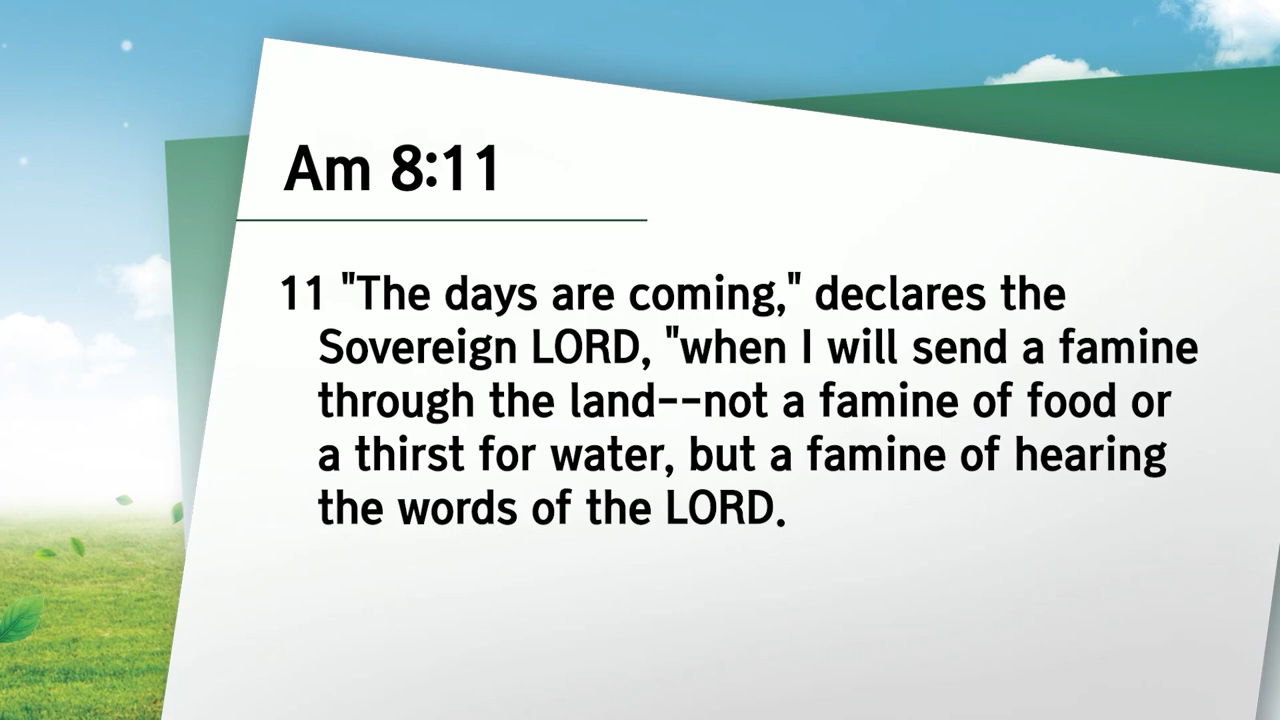 Am 8:11
11 "The days are coming," declares the
Sovereign LORD, "when I will send a famine
through the land--not a famine of food or
a thirst for water, but a famine of hearing
the words of the LORD.